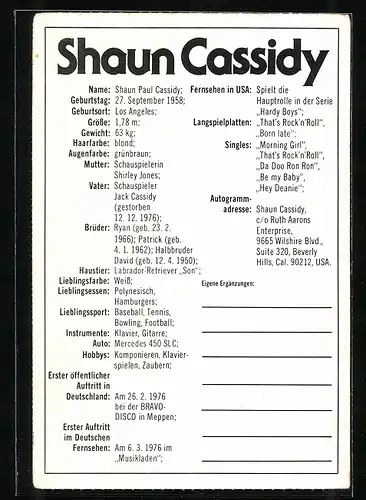 Shaun Cassidy
Name: Shaun Paul Cassidy;
Geburtstag: 27. September 1958;
Geburtsort: Los Angeles;
Größe: 1,78 m;
Gewicht: 63 kg;
Haarfarbe: blond;
Augenfarbe: grünbraun;
Mutter: Schauspielerin
Shirley Jones;
Vater: Schauspieler
Jack Cassidy
(gestorben
12. 12. 1976);
Brüder: Ryan (geb. 23. 2.
1966); Patrick (geb.
4. 1. 1962); Halbbruder
David (geb. 12. 4. 1950);
Haustier: Labrador-Retriever „Son“;
Lieblingsfarbe: Weiß;
Lieblingsessen: Polynesisch,
Hamburgers;
Lieblingssport: Baseball, Tennis,
Bowling, Football;
Instrumente: Klavier, Gitarre;
Auto: Mercedes 450 SLC;
Hobbys: Komponieren, Klavier-
spielen, Zaubern;
Erster öffentlicher
Auftritt in
Deutschland: Am 26. 2. 1976
bei der BRAVO-
DISCO in Meppen;
Erster Auftritt
im Deutschen
Fernsehen: Am 6. 3. 1976 im
„Musikladen“;
Fernsehen in USA: Spielt die
Hauptrolle in der Serie
„Hardy Boys“;
Langspielplatten: „That's Rock'n'Roll“,
„Born late“;
Singles: „Morning Girl“,
„That's Rock'n'Roll“,
„Da Doo Ron Ron“,
„Be my Baby“,
„Hey Deanie“;
Autogramm-
adresse: Shaun Cassidy,
c/o Ruth Aarons
Enterprise,
9665 Wilshire Blvd.,
Suite 320, Beverly
Hills, Cal. 90212, USA.
Eigene Ergänzungen: